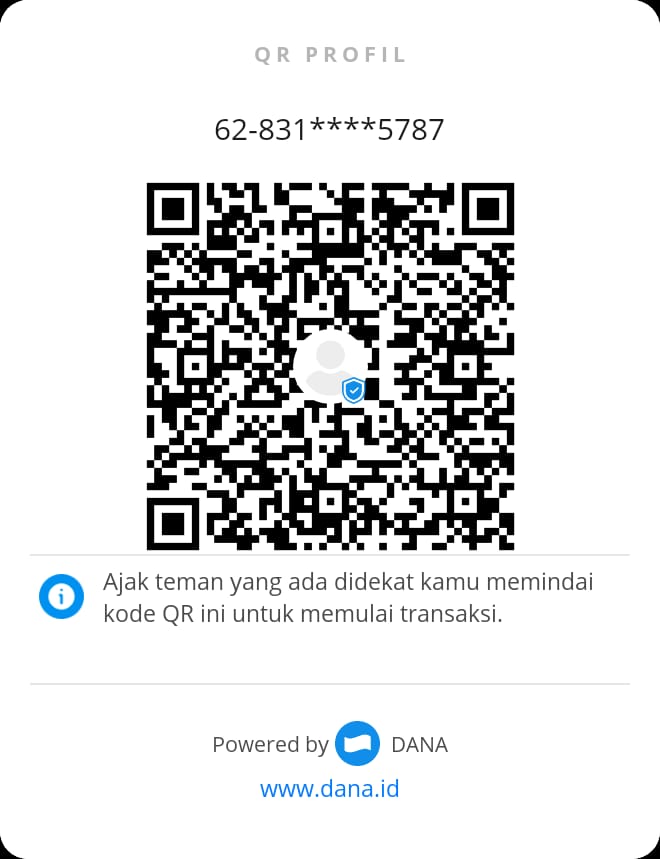 QR PROFIL
62-831****5787
Ajak teman yang ada didekat kamu memindai
kode QR ini untuk memulai transaksi.
Powered by DANA
www.dana.id